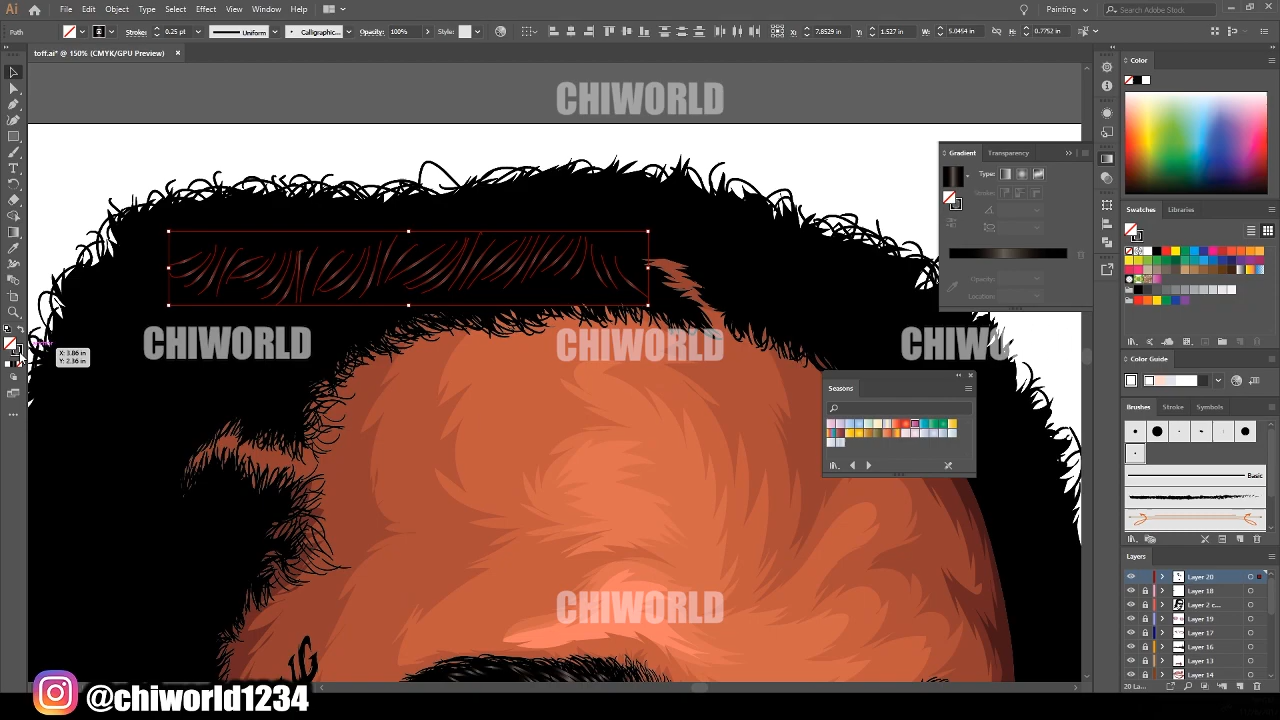 Ai File Edit Object Type Select Effect View Window Help Painting Search Adobe Stock
Path Stroke: 0.25 pt Uniform Calligraphic... Opacity: 100% Style: X: 7.8529 in Y: 1.527 in W: 5.0454 in H: 0.7752 in
toff.ai* @ 150% (CMYK/GPU Preview)
CHIWORLD
Color
Gradient Transparency
Type:
Stroke:
Opacity:
Location:
Swatches Libraries
CHIWORLD CHIWORLD CHIWO
X: 3.86 in
Y: 2.36 in
Color Guide
Seasons
Brushes Stroke Symbols
Basic
Layers
Layer 20
Layer 18
Layer 2 c...
Layer 19
Layer 17
Layer 16
Layer 13
Layer 14
20 La...
CHIWORLD
@chiworld1234